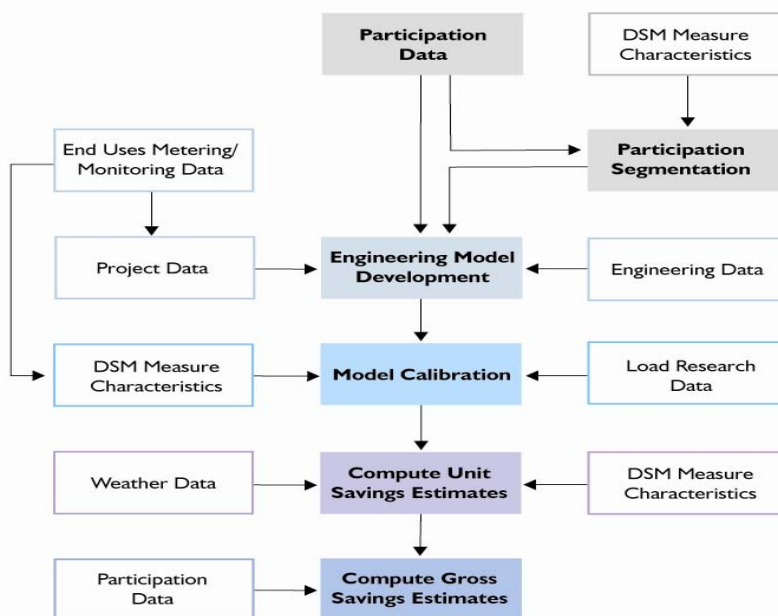 Participation
Data
DSM Measure
Characteristics
End Uses Metering/
Monitoring Data
Participation
Segmentation
Project Data
Engineering Model
Development
Engineering Data
DSM Measure
Characteristics
Model Calibration
Load Research
Data
Weather Data
Compute Unit
Savings Estimates
DSM Measure
Characteristics
Participation
Data
Compute Gross
Savings Estimates